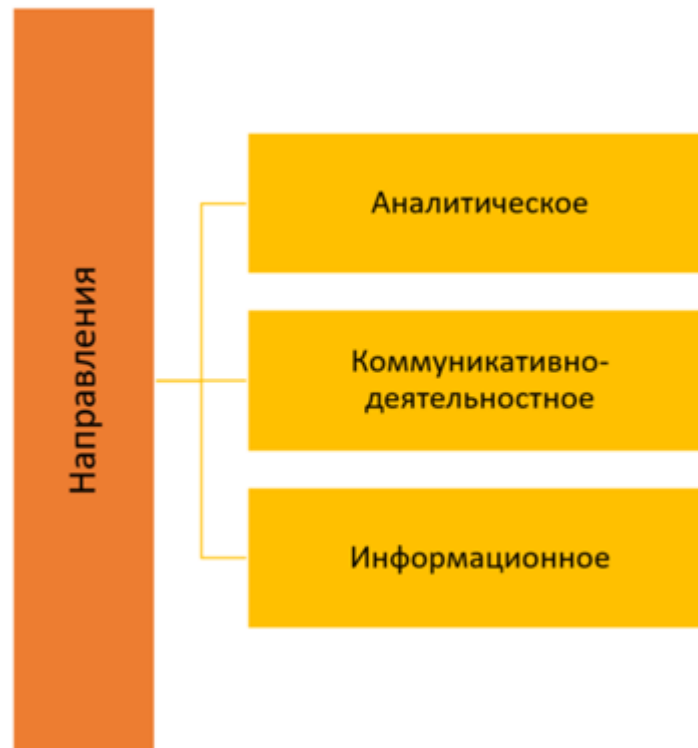 Направления
Аналитическое
Коммуникативно-
деятельностное
Информационное